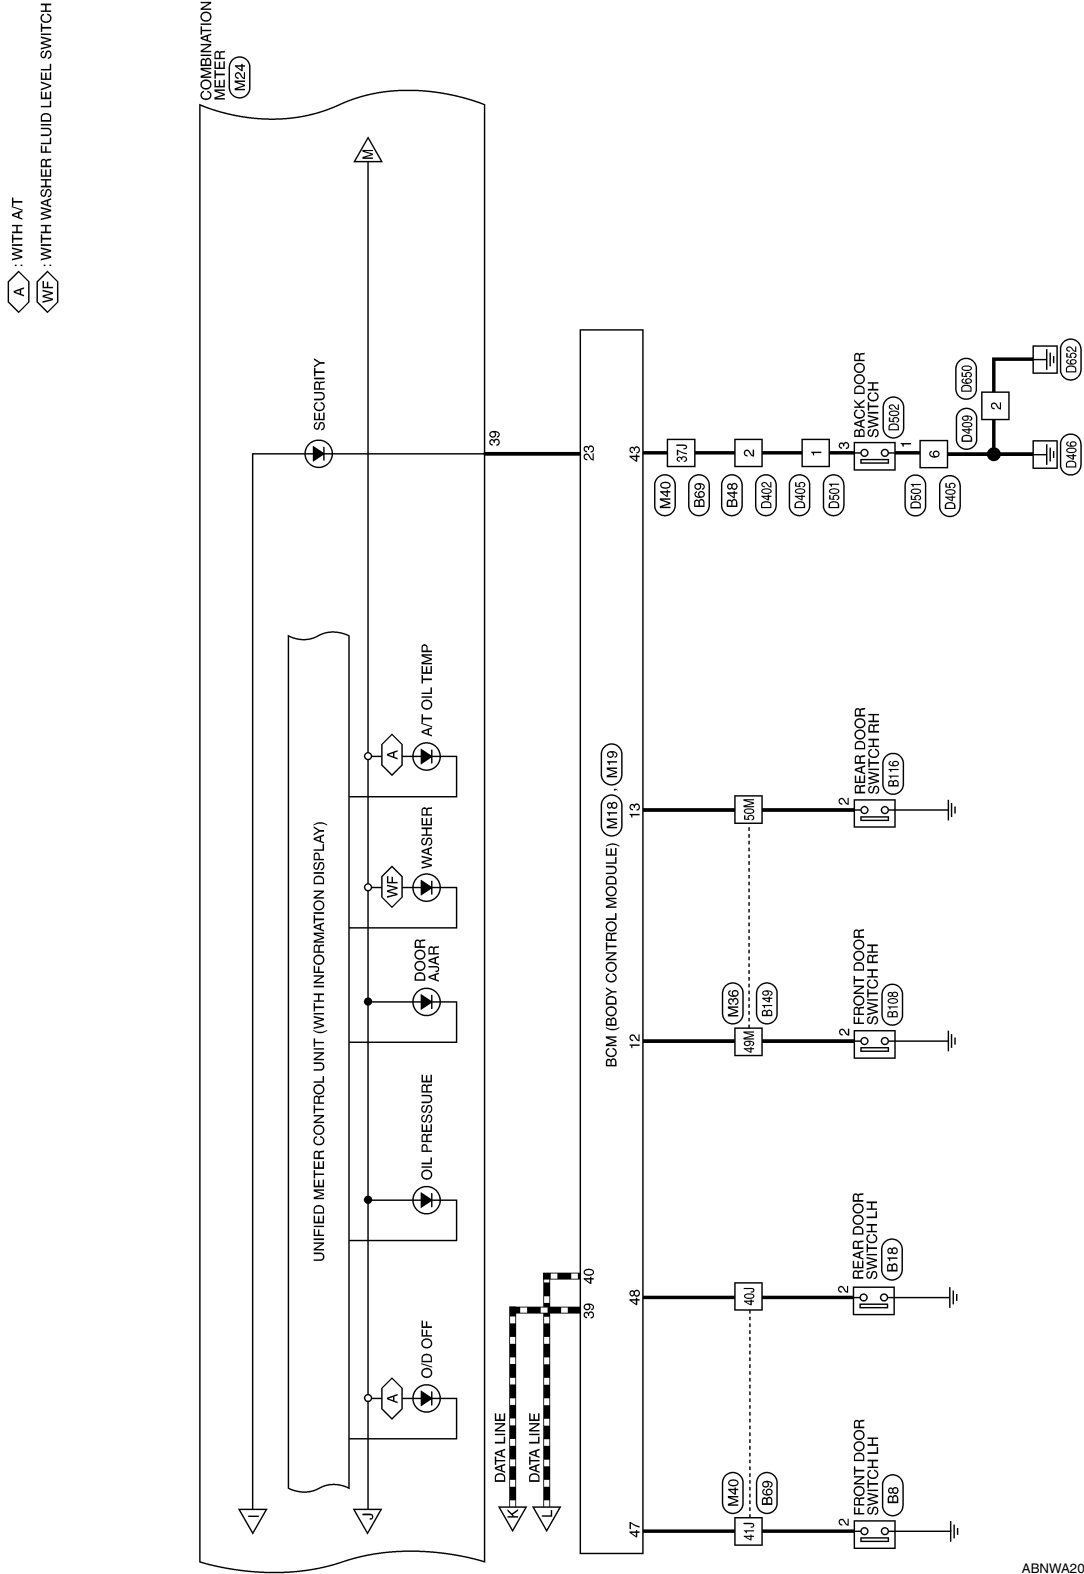 A : WITH A/T
WF : WITH WASHER FLUID LEVEL SWITCH
COMBINATION
METER
M24
I
SECURITY
J
M
UNIFIED METER CONTROL UNIT (WITH INFORMATION DISPLAY)
A
O/D OFF
OIL PRESSURE
DOOR
AJAR
WF
WASHER
A
A/T OIL TEMP
39
DATA LINE
K
DATA LINE
L
39
40
23
BCM (BODY CONTROL MODULE) M18 , M19
47
48
12
13
43
41J
M40
B69
40J
49M
M36
B149
50M
37J
M40
B69
2
B48
D402
1
D405
D501
2
FRONT DOOR
SWITCH LH
B8
2
REAR DOOR
SWITCH LH
B18
2
FRONT DOOR
SWITCH RH
B108
2
REAR DOOR
SWITCH RH
B116
3
BACK DOOR
SWITCH
D502
1
6
D501
D405
D409
2
D650
D406
D652
ABNWA20